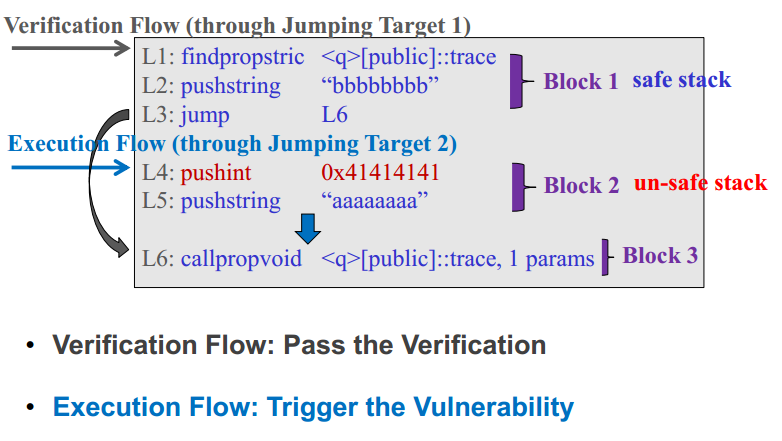 Verification Flow (through Jumping Target 1)
L1: findpropstric <q>[public]::trace
L2: pushstring “bbbbbbbb”
Block 1 safe stack
L3: jump L6
Execution Flow (through Jumping Target 2)
L4: pushint 0x41414141
Block 2 un-safe stack
L5: pushstring “aaaaaaaa”
L6: callpropvoid <q>[public]::trace, 1 params
Block 3
• Verification Flow: Pass the Verification
• Execution Flow: Trigger the Vulnerability